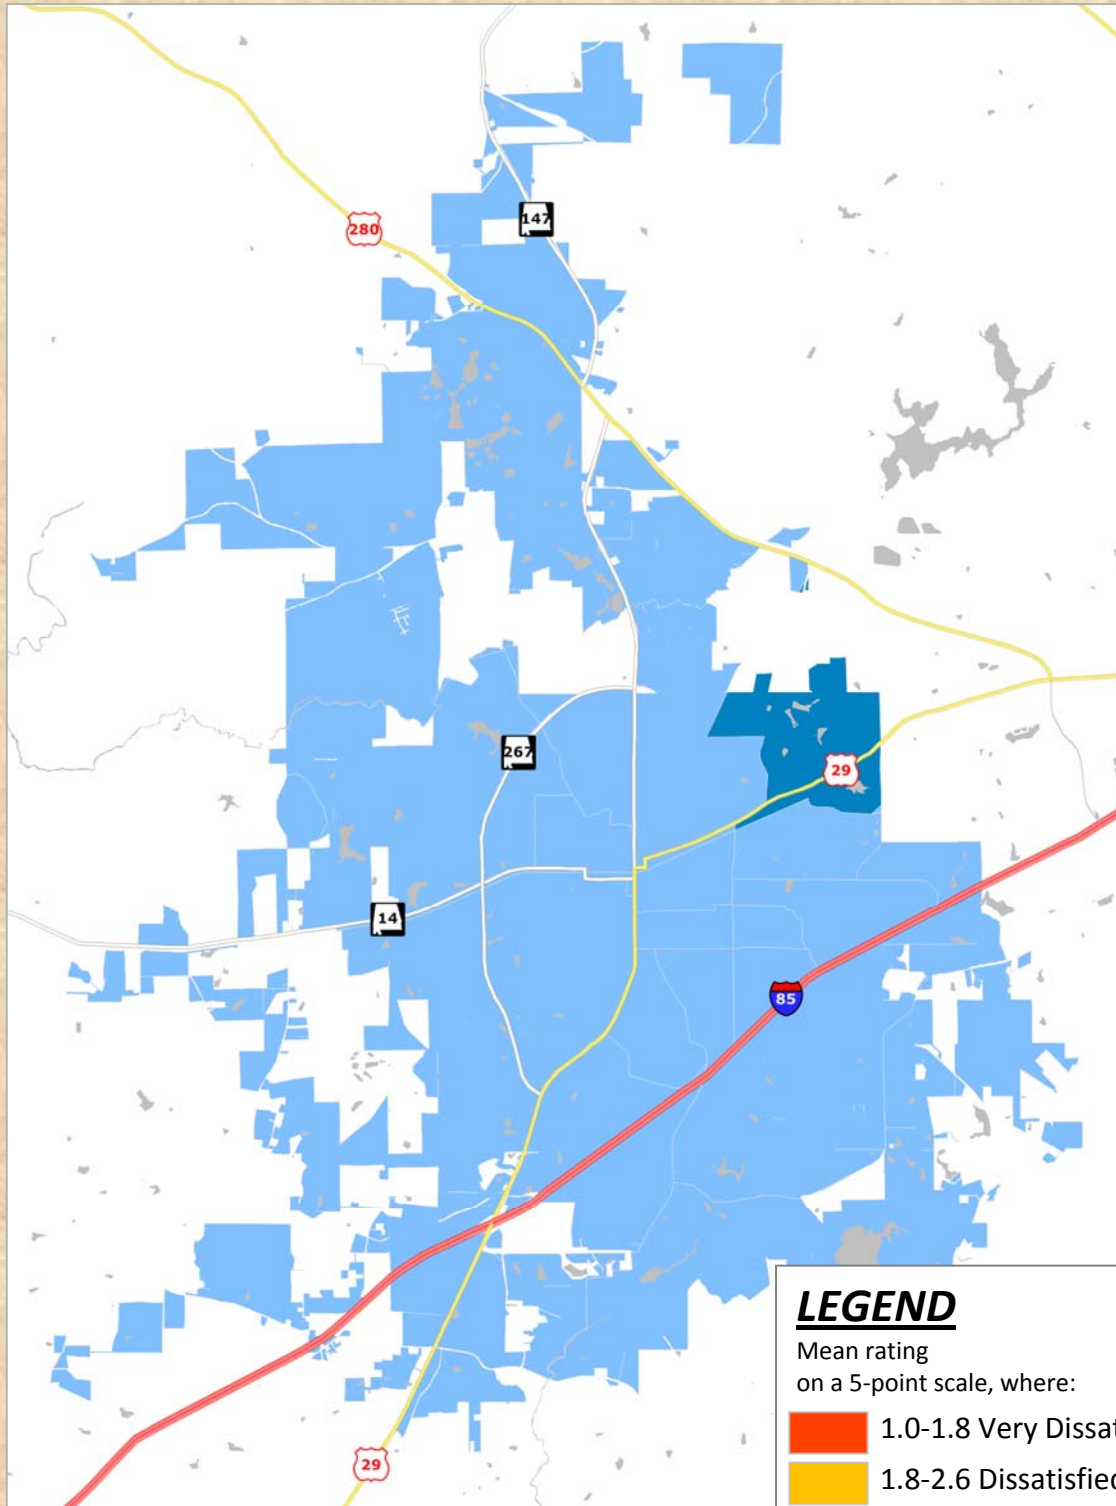 147
280
267
29
14
85
29
LEGEND
Mean rating
on a 5-point scale, where:
1.0-1.8 Very Dissat
1.8-2.6 Dissatisfied